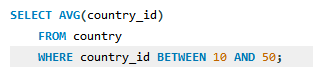 SELECT AVG(country_id)
FROM country
WHERE country_id BETWEEN 10 AND 50;